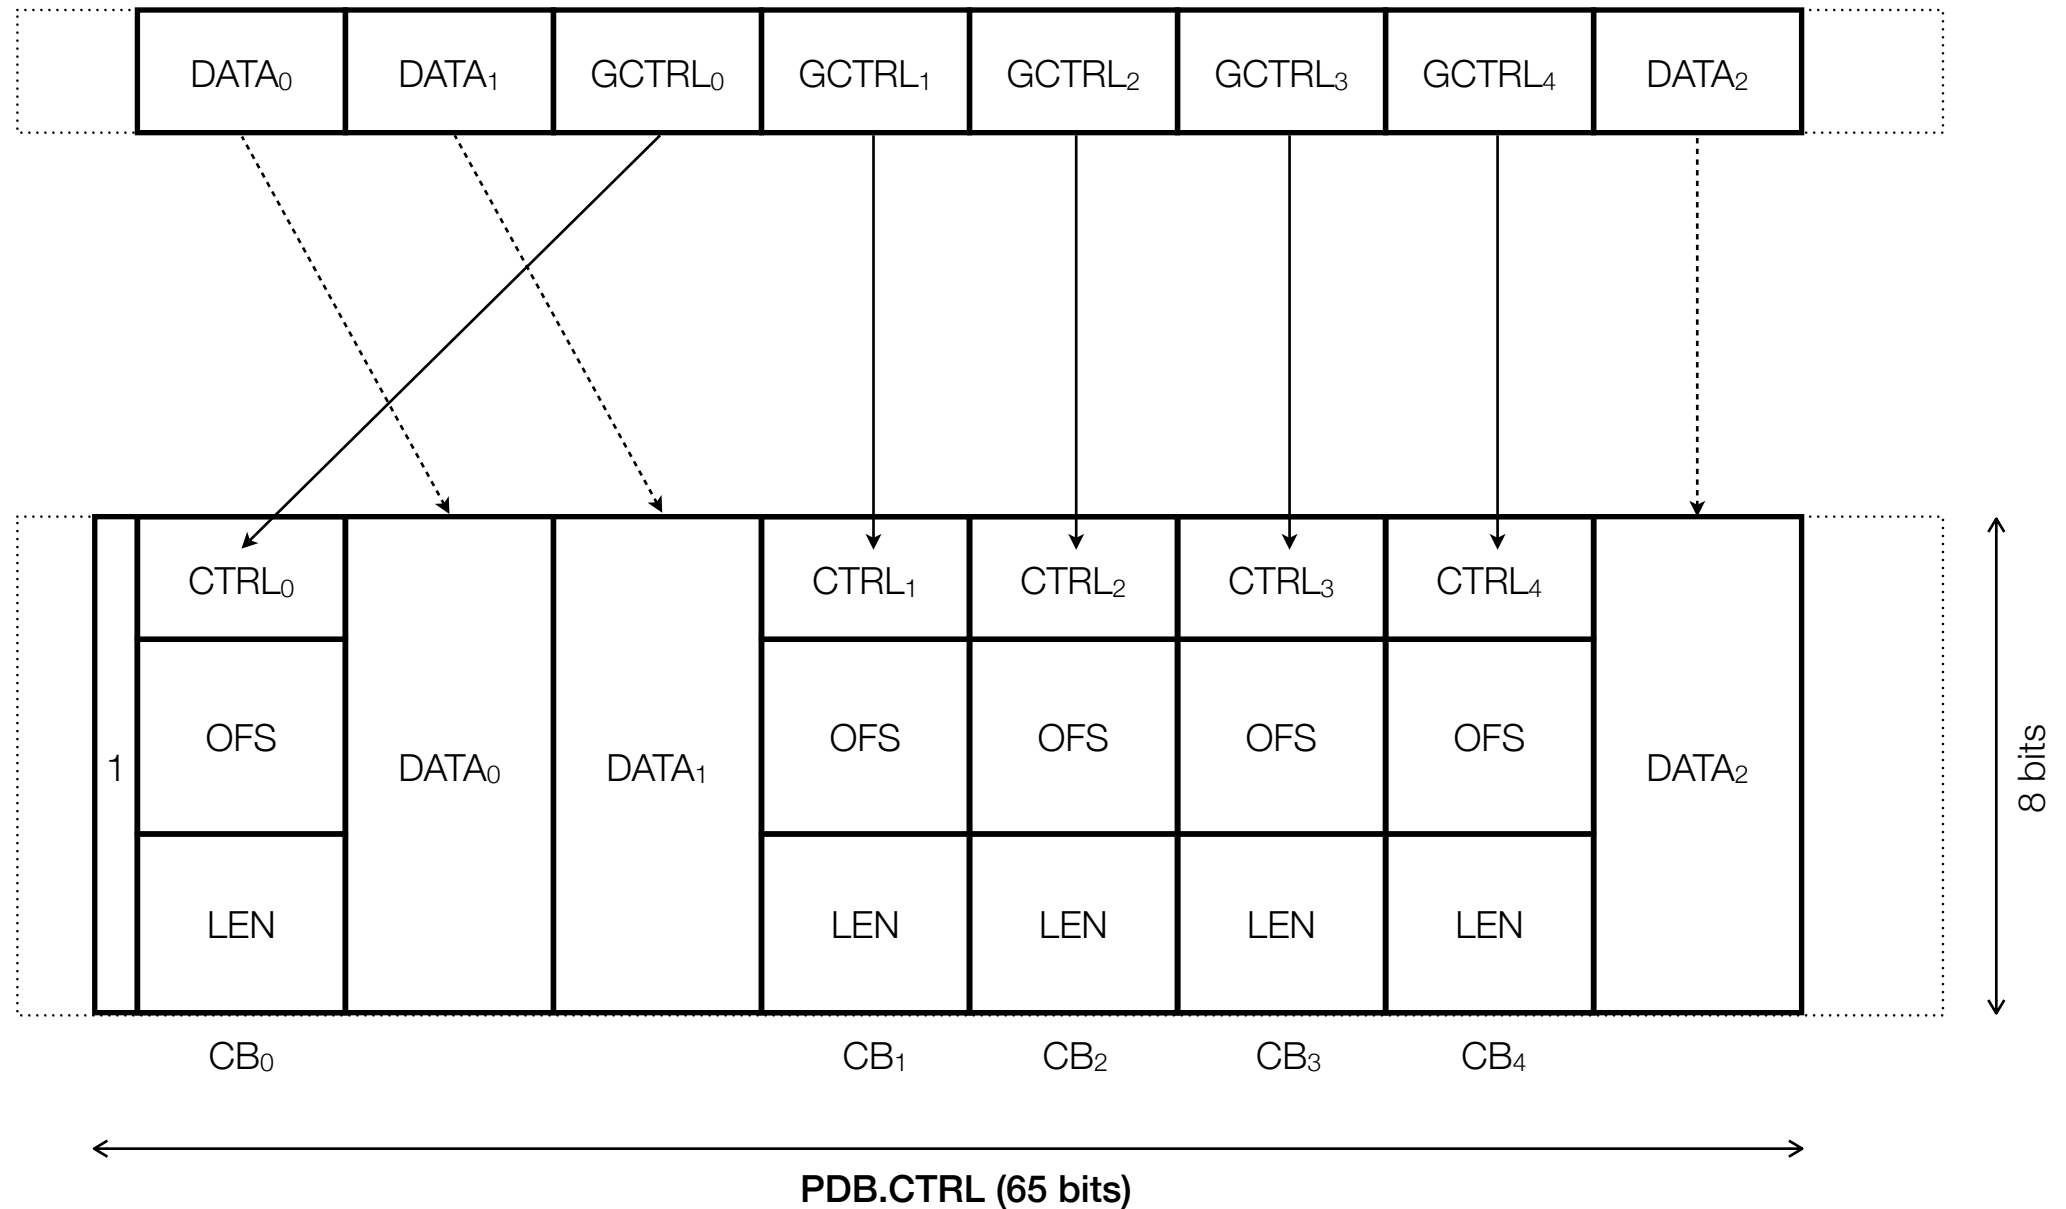 DATA₀ DATA₁ GCTRL₀ GCTRL₁ GCTRL₂ GCTRL₃ GCTRL₄ DATA₂
CTRL₀ CTRL₁ CTRL₂ CTRL₃ CTRL₄
OFS OFS OFS OFS OFS
1 DATA₀ DATA₁ DATA₂
8 bits
LEN LEN LEN LEN LEN
CB₀ CB₁ CB₂ CB₃ CB₄
PDB.CTRL (65 bits)